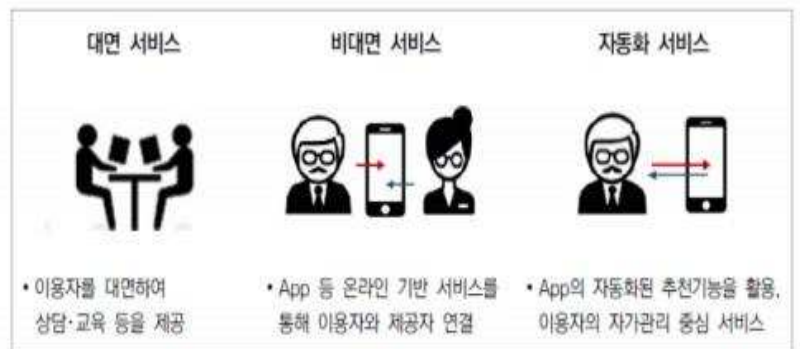 대면 서비스
비대면 서비스
자동화 서비스
• 이용자를 대면하여
상담·교육 등을 제공
• App 등 온라인 기반 서비스를
통해 이용자와 제공자 연결
• App의 자동화된 추천기능을 활용,
이용자의 자가관리 중심 서비스